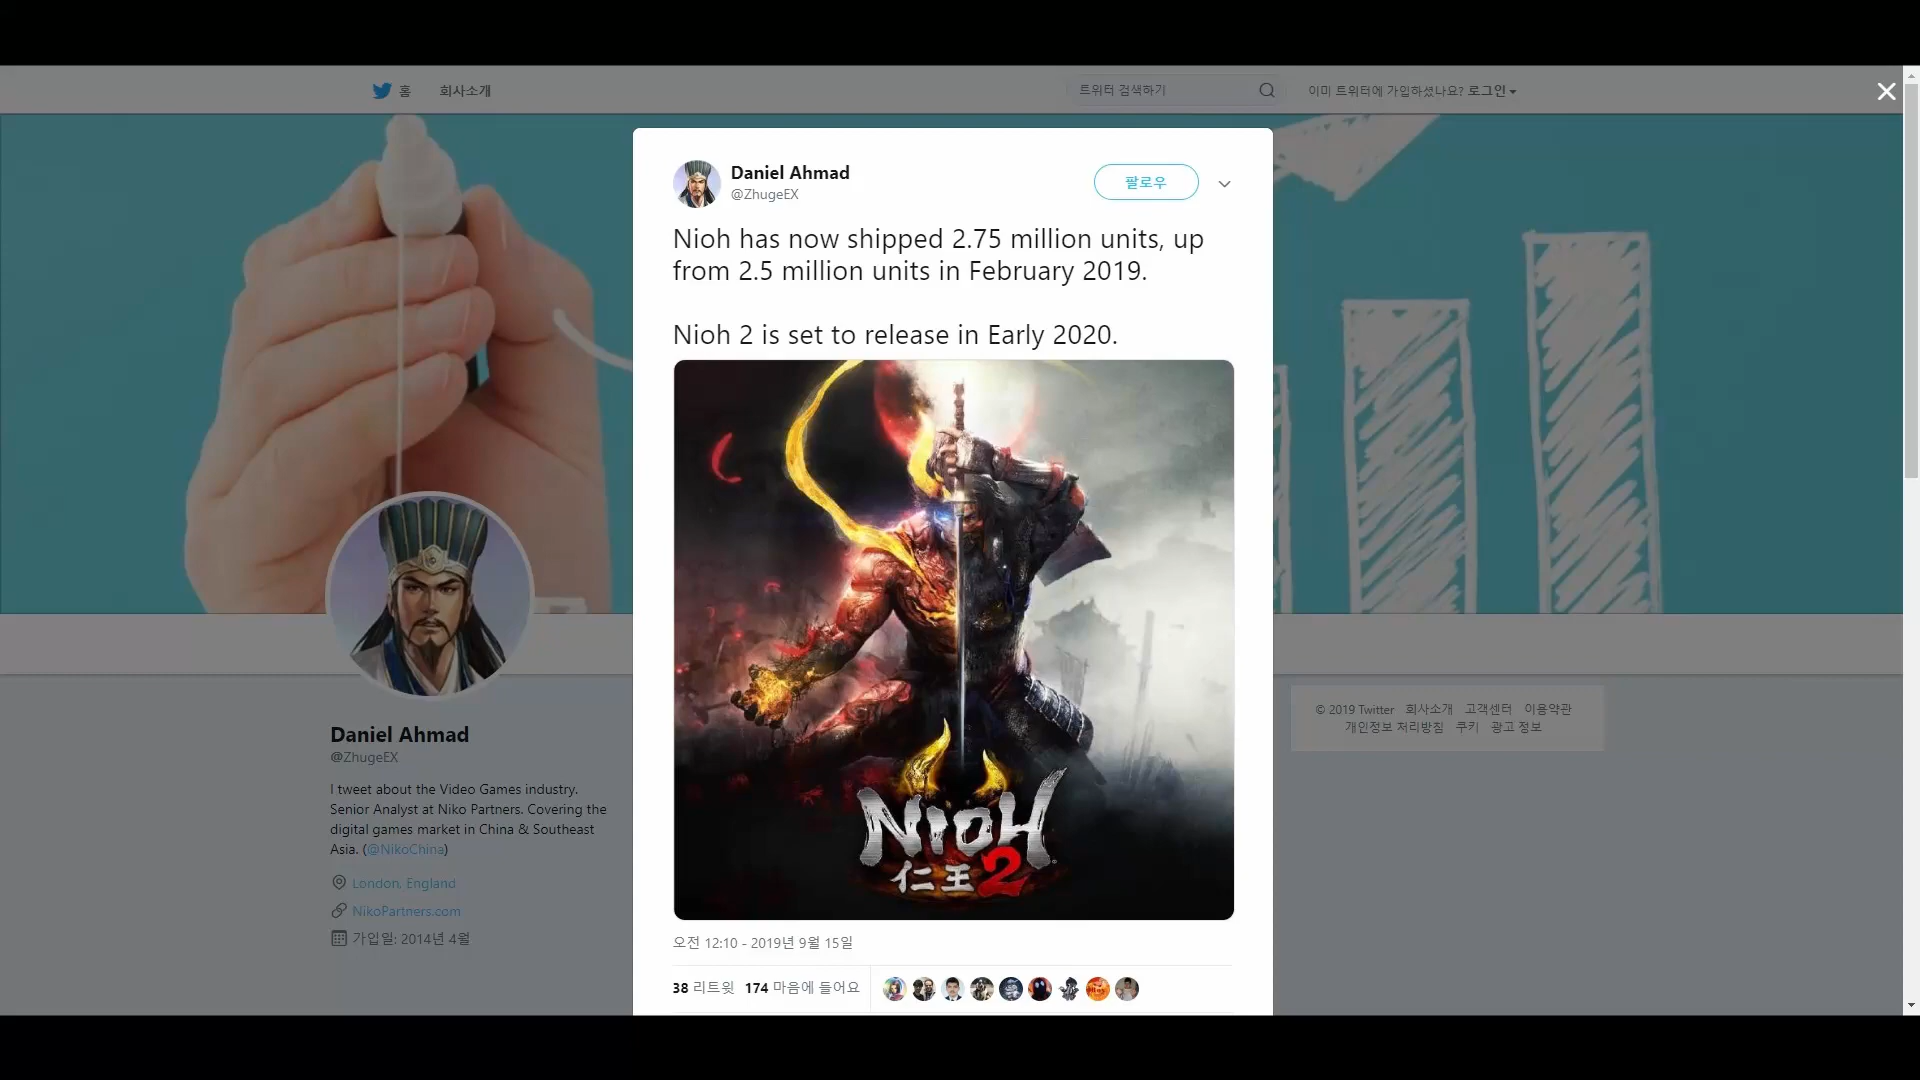 홈 회사소개 트위터 검색하기 이미 트위터에 가입하셨나요? 로그인
Daniel Ahmad
@ZhugeEX
팔로우
Nioh has now shipped 2.75 million units, up
from 2.5 million units in February 2019.
Nioh 2 is set to release in Early 2020.
NIOH
仁王2
오전 12:10 - 2019년 9월 15일
38 리트윗 174 마음에 들어요
Daniel Ahmad
@ZhugeEX
I tweet about the Video Games industry.
Senior Analyst at Niko Partners. Covering the
digital games market in China & Southeast
Asia. (@NikoChina)
London, England
NikoPartners.com
가입일: 2014년 4월
© 2019 Twitter 회사소개 고객센터 이용약관
개인정보 처리방침 쿠키 광고 정보